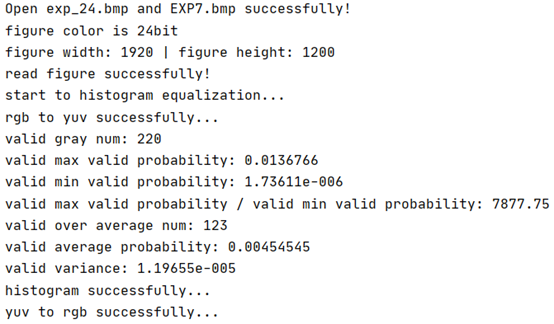 Open exp_24.bmp and EXP7.bmp successfully!
figure color is 24bit
figure width: 1920 | figure height: 1200
read figure successfully!
start to histogram equalization...
rgb to yuv successfully...
valid gray num: 220
valid max valid probability: 0.0136766
valid min valid probability: 1.73611e-006
valid max valid probability / valid min valid probability: 7877.75
valid over average num: 123
valid average probability: 0.00454545
valid variance: 1.19655e-005
histogram successfully...
yuv to rgb successfully...